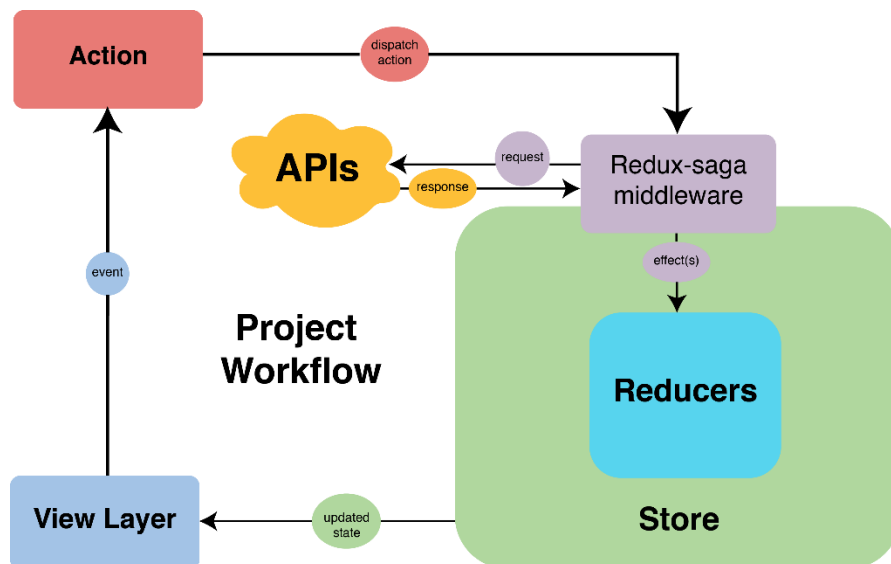 Action
dispatch
action
APIs
request
response
Redux-saga
middleware
effect(s)
event
Project
Workflow
Reducers
View Layer
updated
state
Store